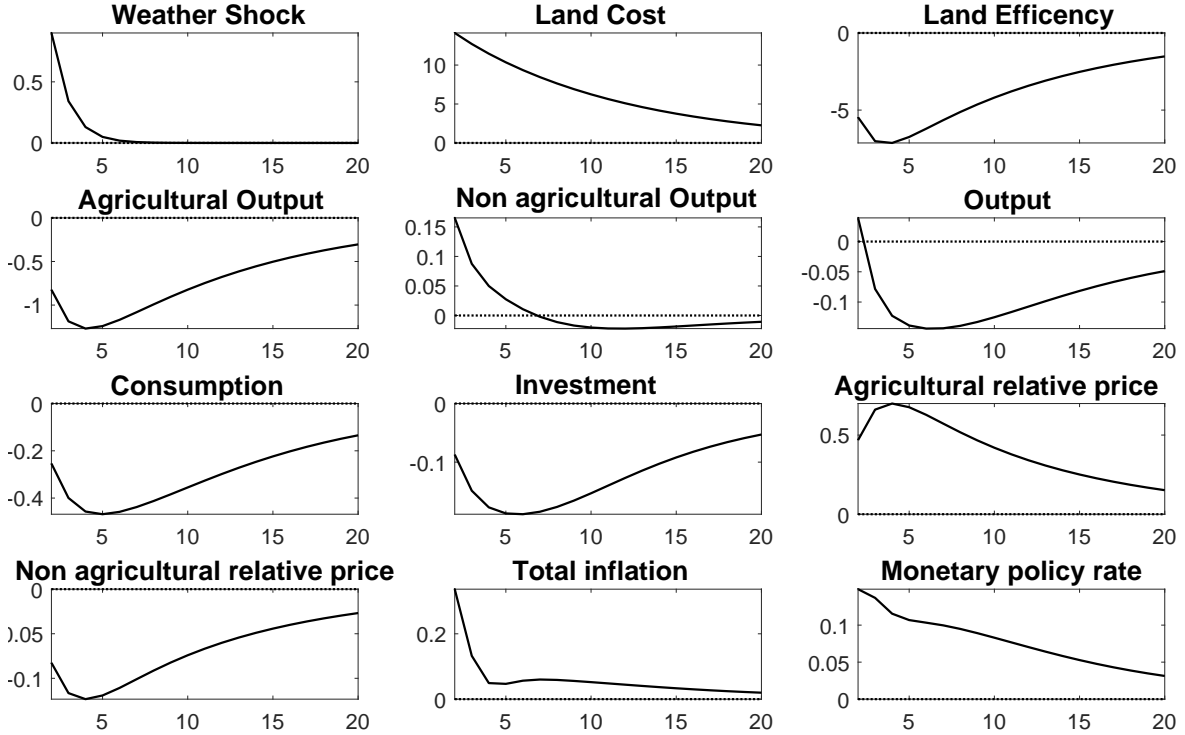 Weather Shock
0.5
0
5 10 15 20
Land Cost
10
5
0
5 10 15 20
Land Efficency
0
-5
5 10 15 20
Agricultural Output
0
-0.5
-1
5 10 15 20
Non agricultural Output
0.15
0.1
0.05
0
5 10 15 20
Output
0
-0.05
-0.1
5 10 15 20
Consumption
0
-0.2
-0.4
5 10 15 20
Investment
0
-0.1
5 10 15 20
Agricultural relative price
0.5
0
5 10 15 20
Non agricultural relative price
0
0.05
-0.1
5 10 15 20
Total inflation
0.2
0
5 10 15 20
Monetary policy rate
0.1
0.05
0
5 10 15 20